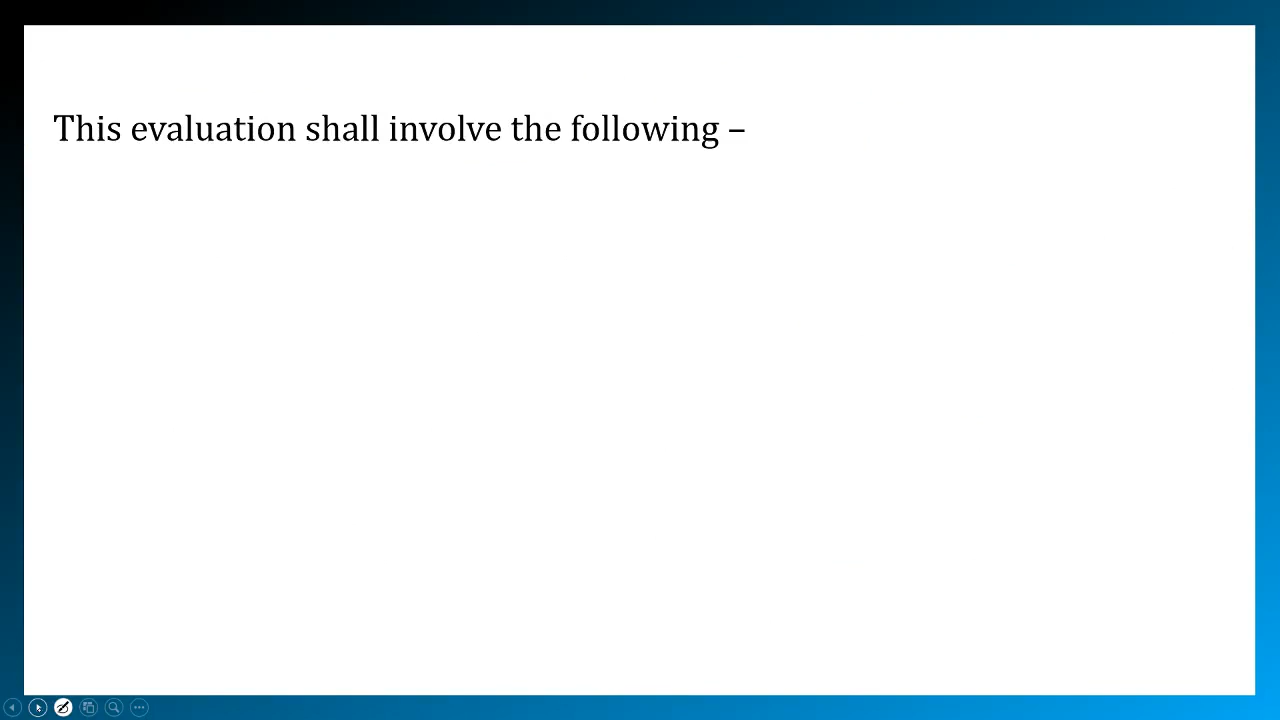 This evaluation shall involve the following –